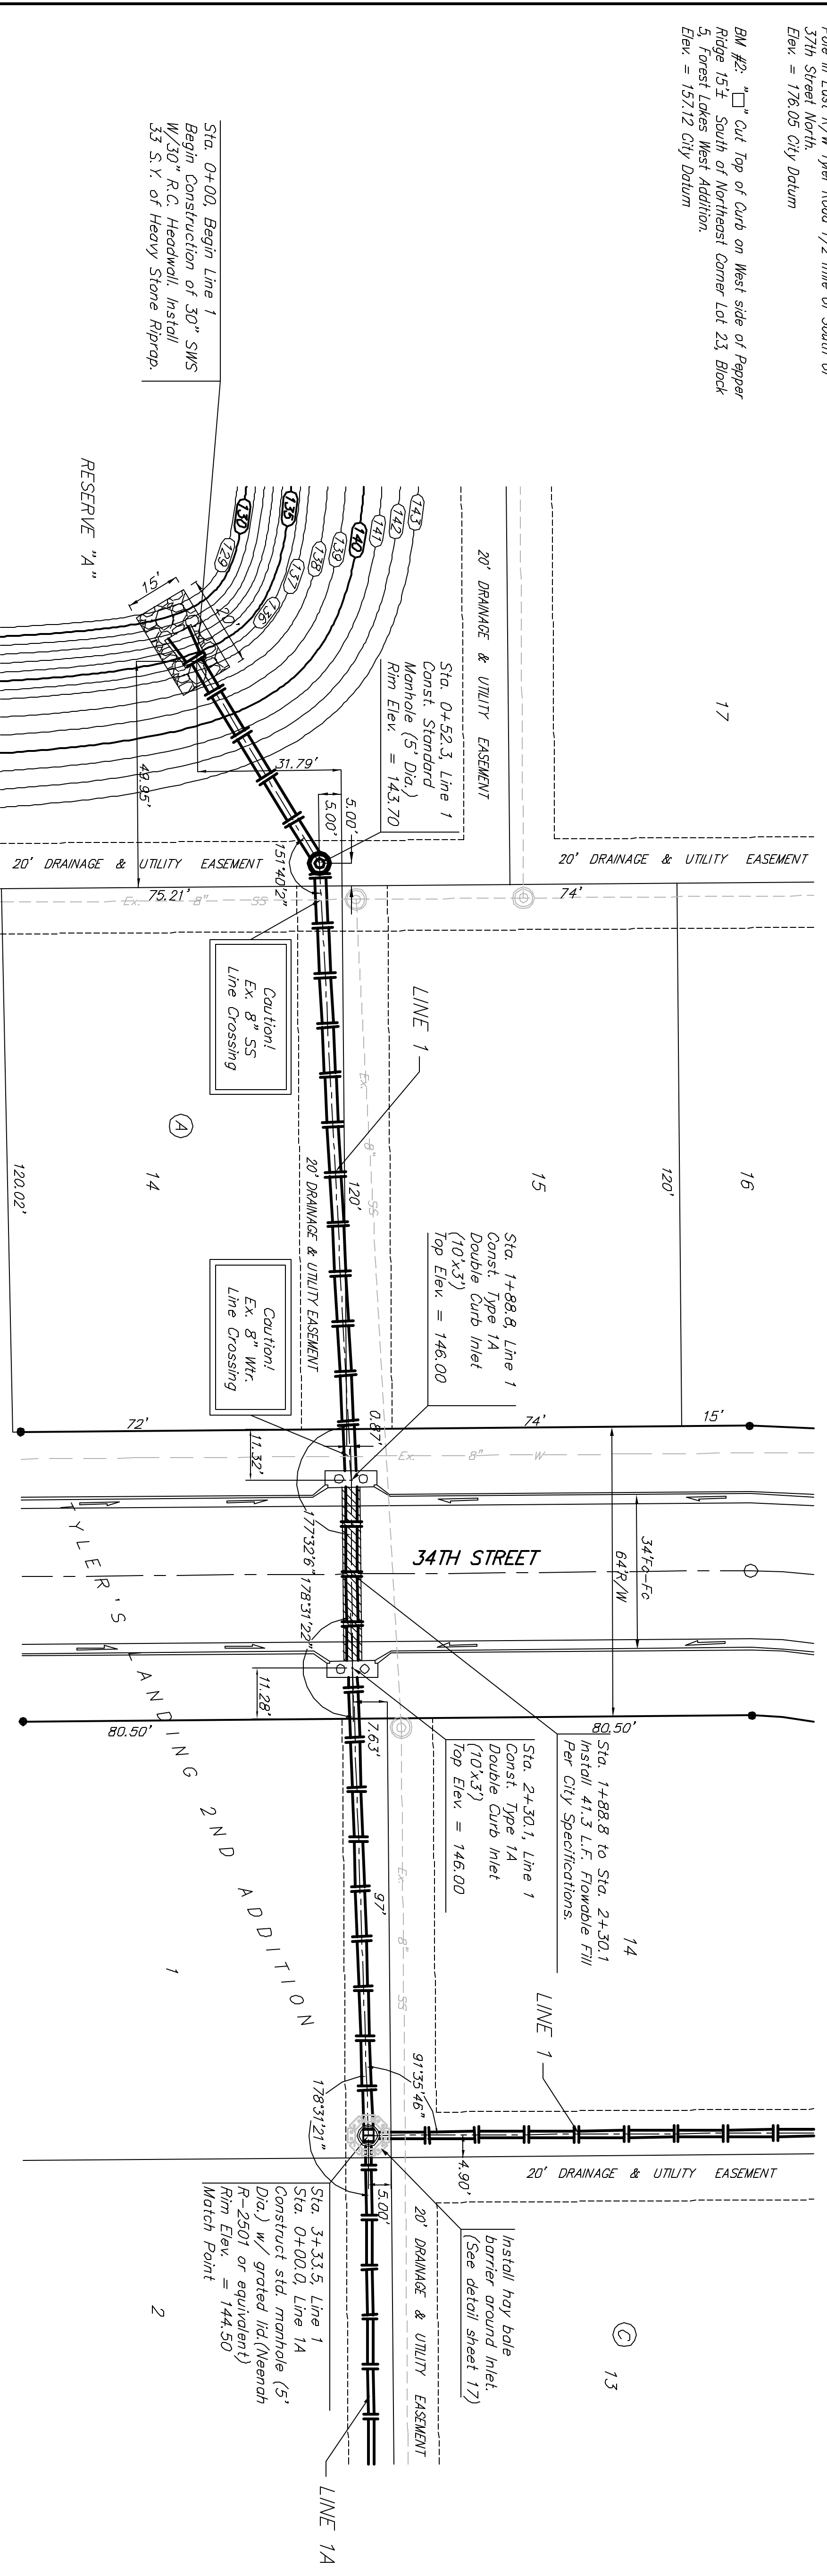 37th Street North.
Elev. = 176.05 City Datum
BM #2: "□" Cut Top of Curb on West side of Pepper
Ridge 15'± South of Northeast Corner Lot 23, Block
5, Forest Lakes West Addition.
Elev. = 157.12 City Datum
Sta. 0+00, Begin Line 1
Begin Construction of 30" SWS
W/30" R.C. Headwall. Install
33 S.Y. of Heavy Stone Riprap.
RESERVE "A"
143
142
141
140
139
138
137
136
135
130
129
15'
20'
20' DRAINAGE & UTILITY EASEMENT
17
Sta. 0+52.3, Line 1
Const. Standard
Manhole (5' Dia.)
Rim Elev. = 143.70
31.79'
49.95'
5.00'
5.00'
151°40'2"
20' DRAINAGE & UTILITY EASEMENT
20' DRAINAGE & UTILITY EASEMENT
75.21'
74'
Ex. 8" SS
Caution!
Ex. 8" SS
Line Crossing
LINE 1
Ex. 8" SS
A
14
15
16
120'
120'
120.02'
20' DRAINAGE & UTILITY EASEMENT
Sta. 1+88.8, Line 1
Const. Type 1A
Double Curb Inlet
(10'x3')
Top Elev. = 146.00
Caution!
Ex. 8" Wtr.
Line Crossing
72'
74'
15'
0.87'
11.32'
Ex. 8" W
177°32'6"
178°31'22"
34TH STREET
34'Fc-Fc
64'R/W
TYLER'S LANDING 2ND ADDITION
11.28'
7.63'
80.50'
80.50'
Sta. 1+88.8 to Sta. 2+30.1
Install 41.3 L.F. Flowable Fill
Per City Specifications.
Sta. 2+30.1, Line 1
Const. Type 1A
Double Curb Inlet
(10'x3')
Top Elev. = 146.00
97'
Ex. 8" SS
14
1
LINE 1
91°35'46"
178°31'21"
4.90'
5.00'
20' DRAINAGE & UTILITY EASEMENT
20' DRAINAGE & UTILITY EASEMENT
Install hay bale
barrier around Inlet.
(See detail sheet 17)
Sta. 3+33.5, Line 1
Sta. 0+00.0, Line 1A
Construct std. manhole (5'
Dia.) w/ grated lid.(Neenah
R-2501 or equivalent)
Rim Elev. = 144.50
Match Point
C
13
2
LINE 1A